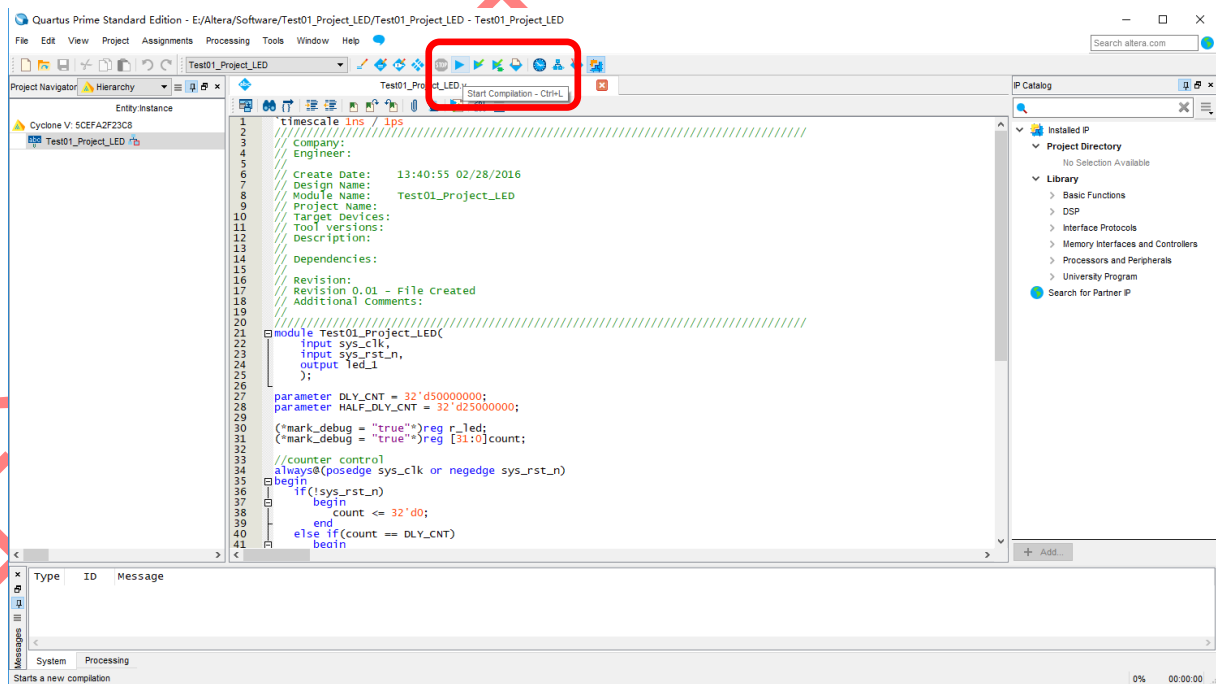 Quartus Prime Standard Edition - E:/Altera/Software/Test01_Project_LED/Test01_Project_LED - Test01_Project_LED
File Edit View Project Assignments Processing Tools Window Help
Search altera.com
Test01_Project_LED
STOP
Project Navigator Hierarchy
Test01_Project_LED.v
Start Compilation - Ctrl+L
IP Catalog
Entity:Instance
Cyclone V: 5CEFA2F23C8
abc Test01_Project_LED
1 `timescale 1ns / 1ps
2 //////////////////////////////////////////////////////////////////////////////////
3 // Company:
4 // Engineer:
5 //
6 // Create Date: 13:40:55 02/28/2016
7 // Design Name:
8 // Module Name: Test01_Project_LED
9 // Project Name:
10 // Target Devices:
11 // Tool versions:
12 // Description:
13 //
14 // Dependencies:
15 //
16 // Revision:
17 // Revision 0.01 - File Created
18 // Additional Comments:
19 //
20 //////////////////////////////////////////////////////////////////////////////////
21 module Test01_Project_LED(
22 input sys_clk,
23 input sys_rst_n,
24 output led_1
25 );
26
27 parameter DLY_CNT = 32'd50000000;
28 parameter HALF_DLY_CNT = 32'd25000000;
29
30 (*mark_debug = "true"*)reg r_led;
31 (*mark_debug = "true"*)reg [31:0]count;
32
33 //counter control
34 always@(posedge sys_clk or negedge sys_rst_n)
35 begin
36 if(!sys_rst_n)
37 begin
38 count <= 32'd0;
39 end
40 else if(count == DLY_CNT)
41 begin
Installed IP
Project Directory
No Selection Available
Library
Basic Functions
DSP
Interface Protocols
Memory Interfaces and Controllers
Processors and Peripherals
University Program
Search for Partner IP
+ Add...
Type ID Message
Messages
System Processing
Starts a new compilation
0% 00:00:00